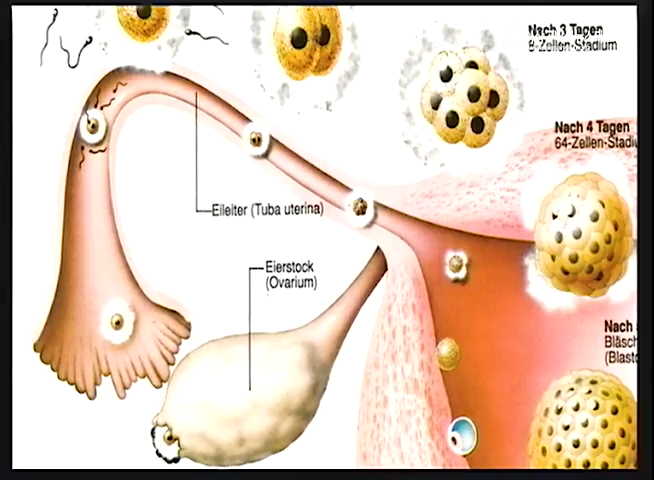 Nach 3 Tagen
8-Zellen-Stadium
Nach 4 Tagen
64-Zellen-Stadiu
Eileiter (Tuba uterina)
Eierstock
(Ovarium)
Nach
Bläsch
(Blasto